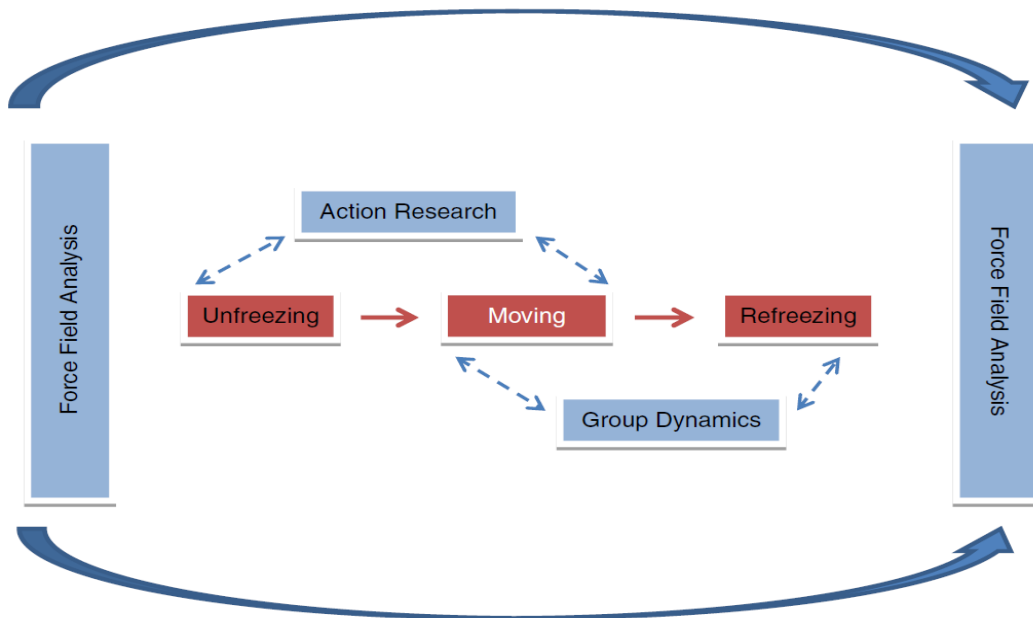 Force Field Analysis
Action Research
Unfreezing
Moving
Refreezing
Group Dynamics
Force Field Analysis